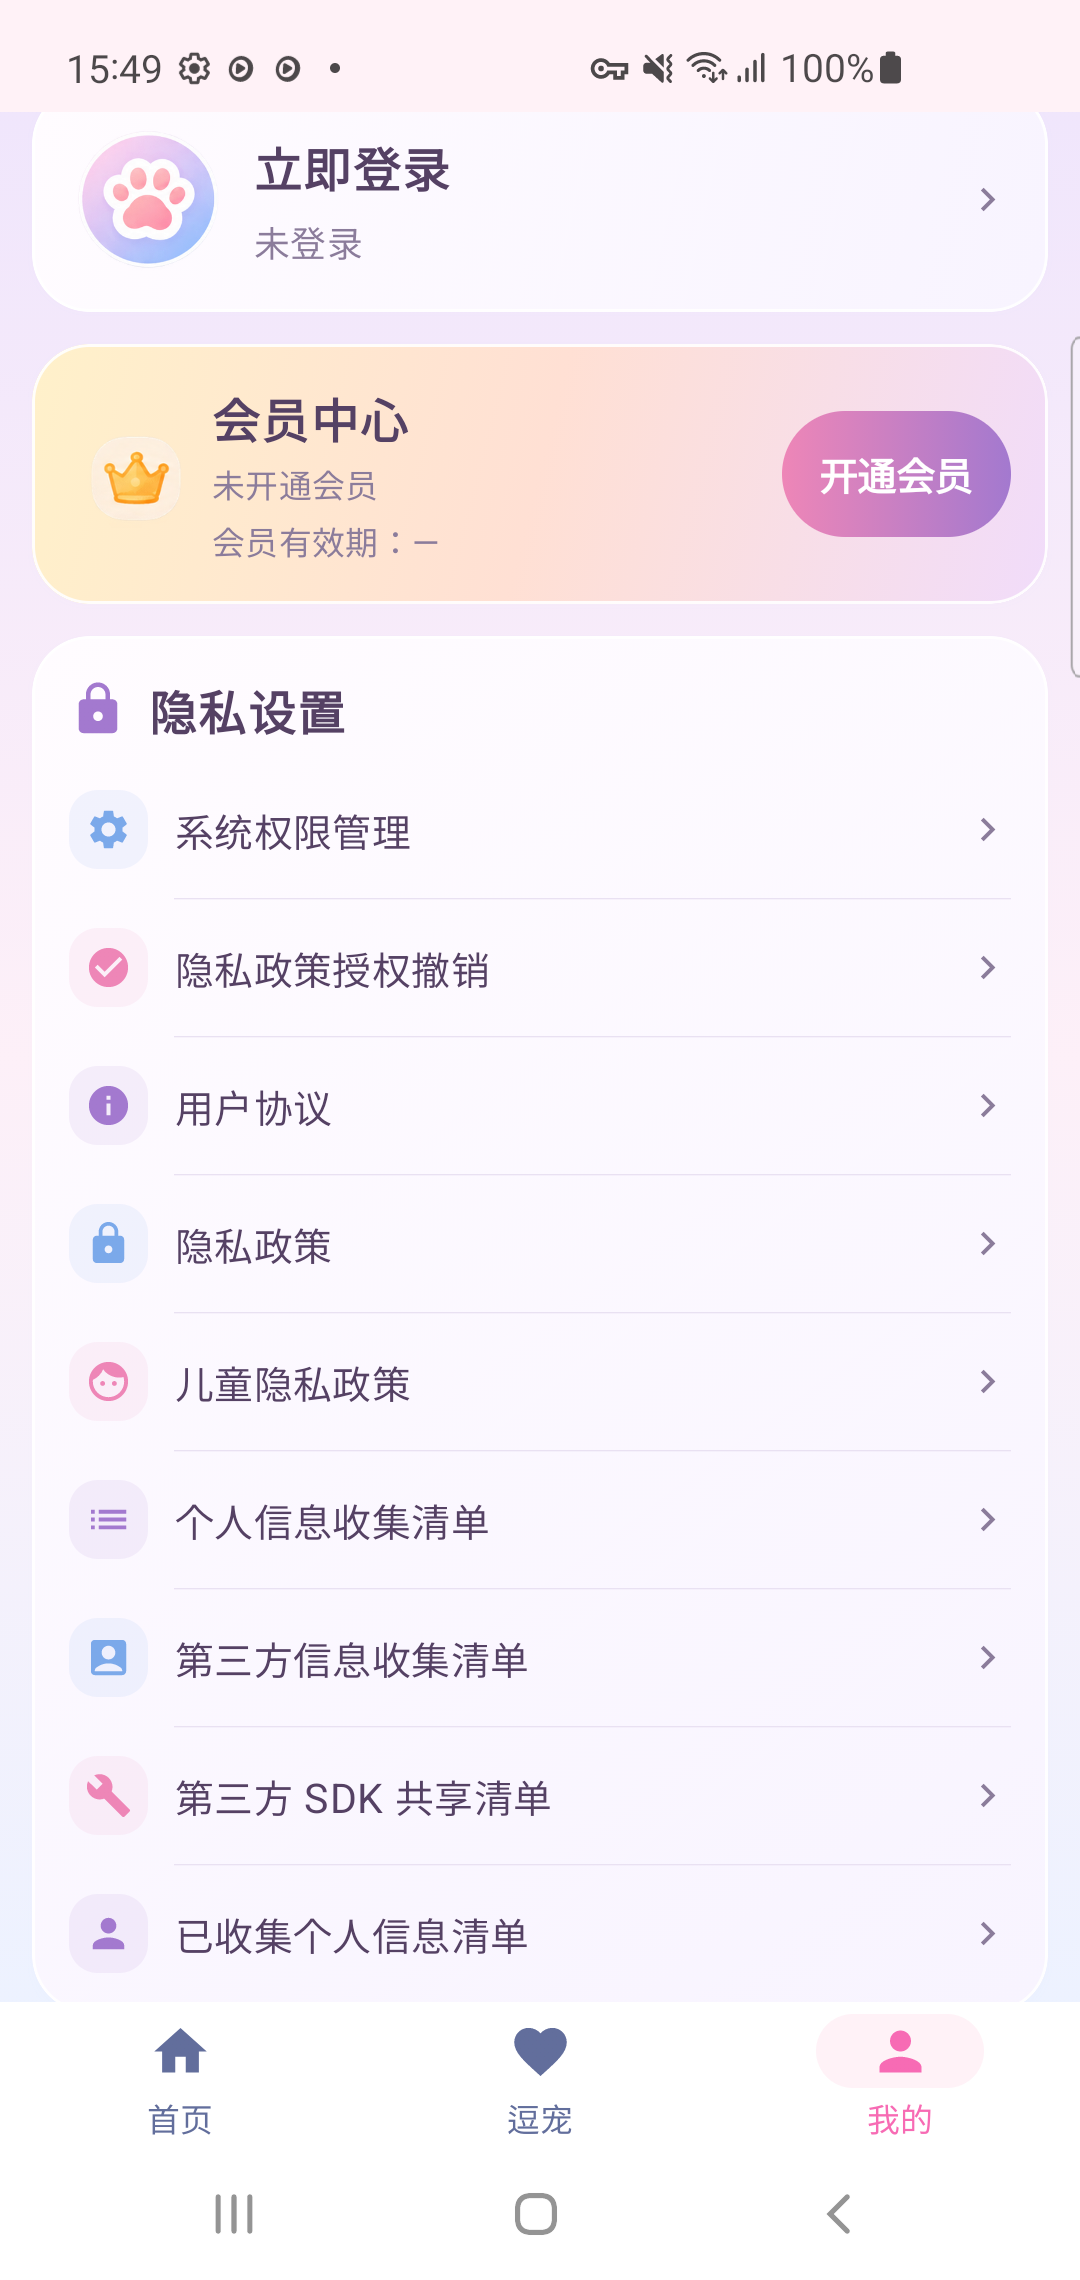 15:49
100%
立即登录
未登录
会员中心
未开通会员
会员有效期：—
开通会员
隐私设置
系统权限管理
隐私政策授权撤销
用户协议
隐私政策
儿童隐私政策
个人信息收集清单
第三方信息收集清单
第三方 SDK 共享清单
已收集个人信息清单
首页
逗宠
我的